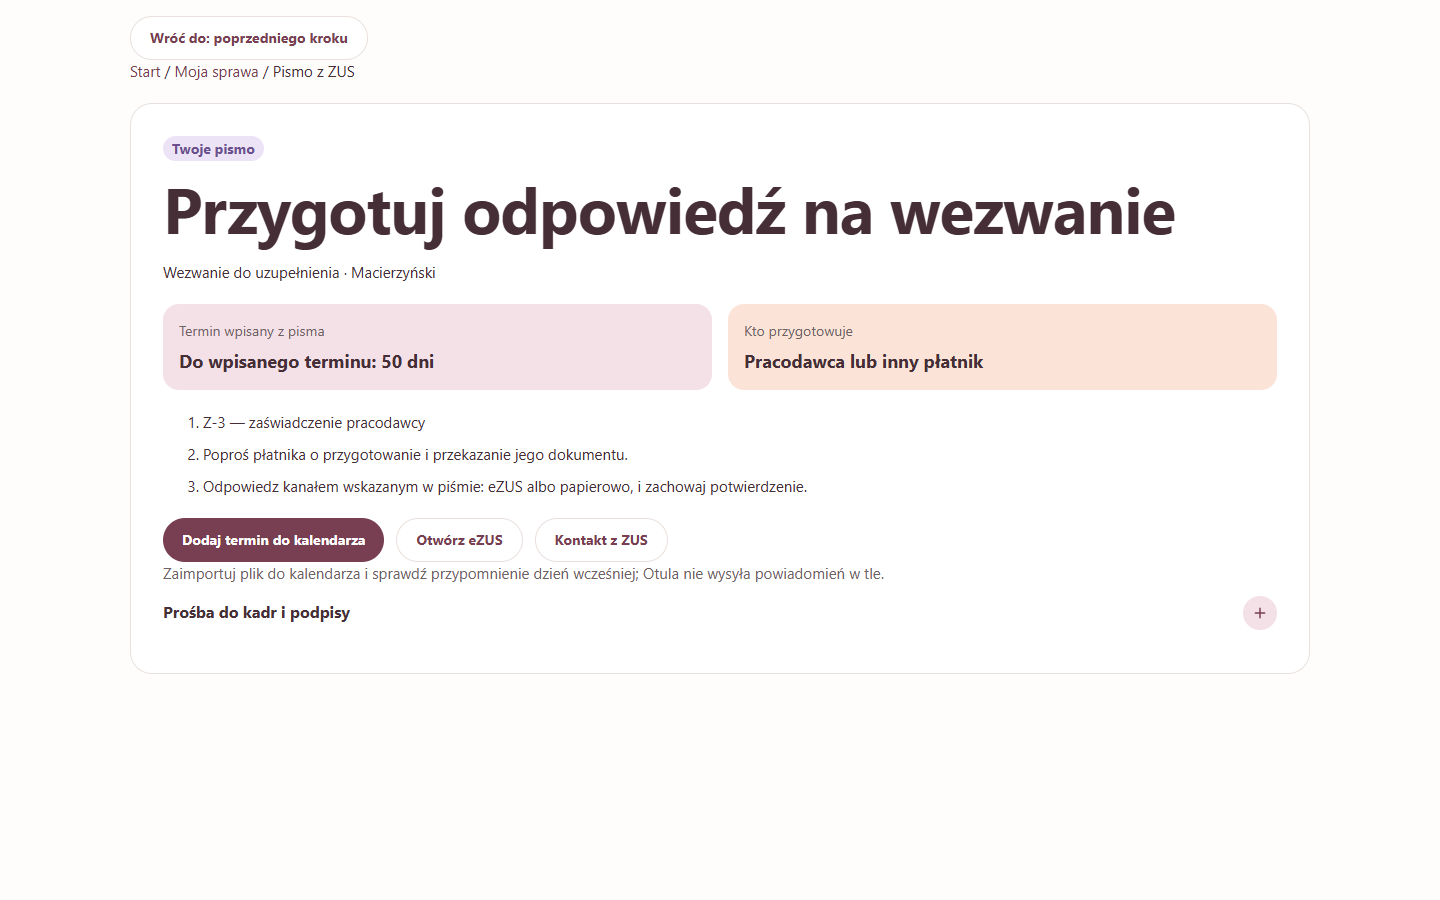 Wróć do: poprzedniego kroku
Start / Moja sprawa / Pismo z ZUS
Twoje pismo
Przygotuj odpowiedź na wezwanie
Wezwanie do uzupełnienia · Macierzyński
Termin wpisany z pisma
Do wpisanego terminu: 50 dni
Kto przygotowuje
Pracodawca lub inny płatnik
1. Z-3 — zaświadczenie pracodawcy
2. Poproś płatnika o przygotowanie i przekazanie jego dokumentu.
3. Odpowiedz kanałem wskazanym w piśmie: eZUS albo papierowo, i zachowaj potwierdzenie.
Dodaj termin do kalendarza
Otwórz eZUS
Kontakt z ZUS
Zaimportuj plik do kalendarza i sprawdź przypomnienie dzień wcześniej; Otula nie wysyła powiadomień w tle.
Prośba do kadr i podpisy
+